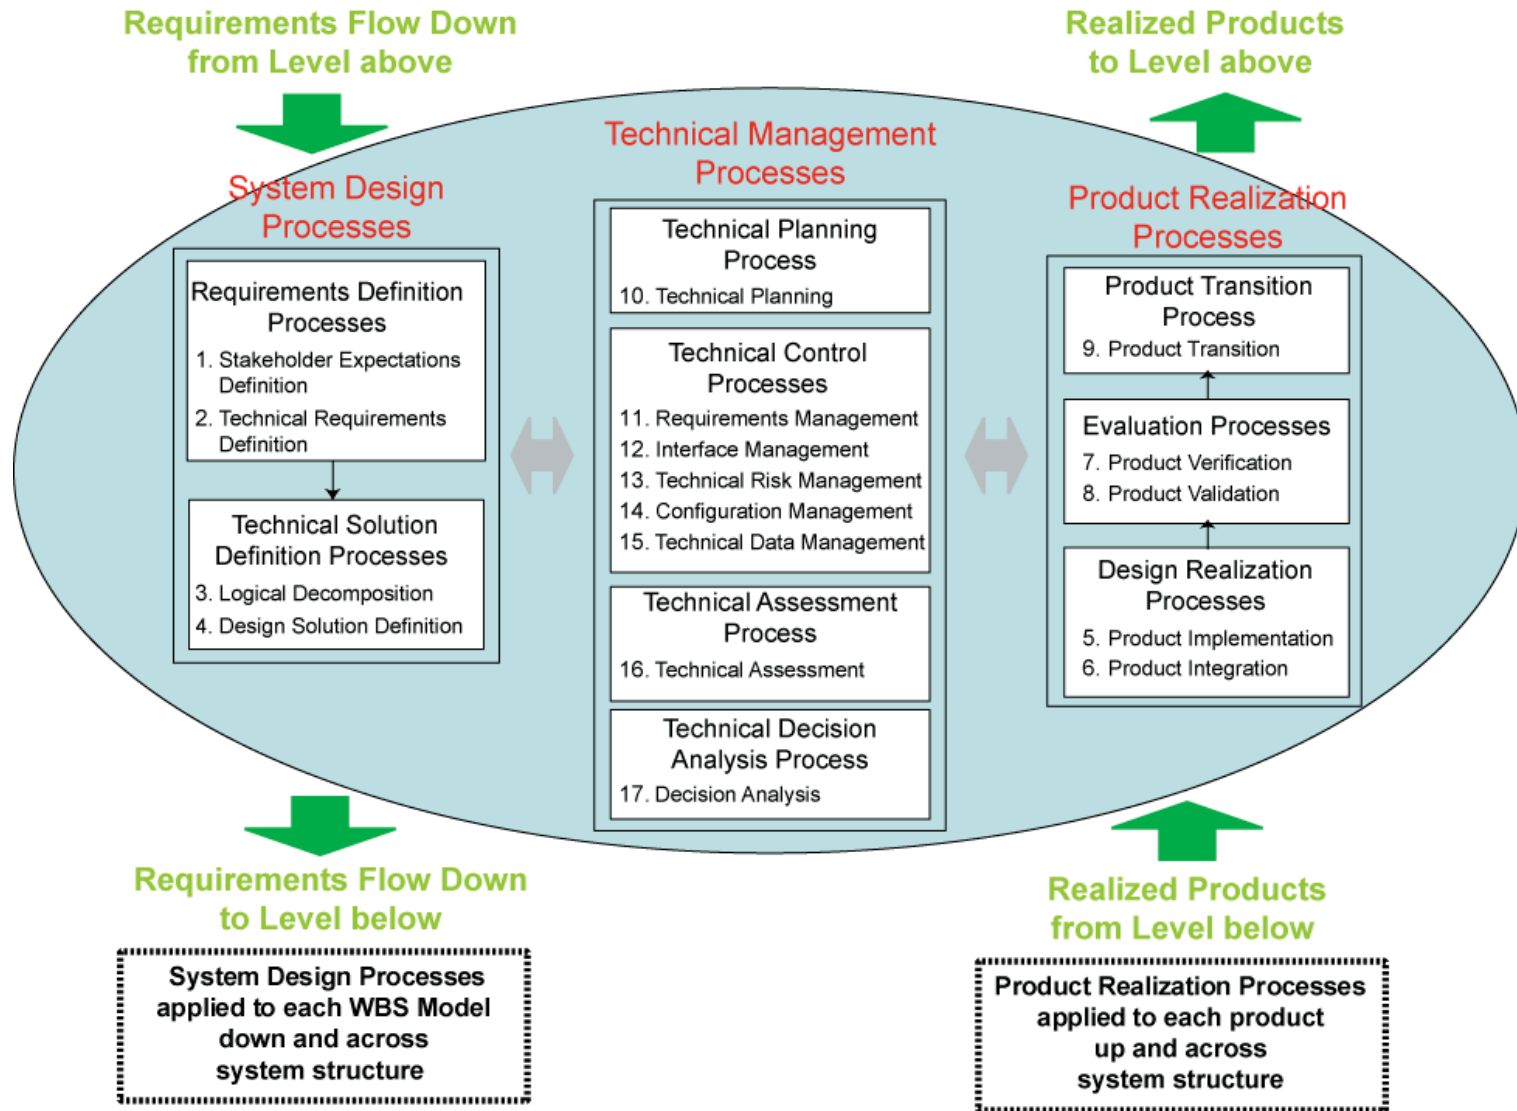 Requirements Flow Down
from Level above
Realized Products
to Level above
Technical Management
Processes
System Design
Processes
Product Realization
Processes
Requirements Definition
Processes
1. Stakeholder Expectations
Definition
2. Technical Requirements
Definition
Technical Solution
Definition Processes
3. Logical Decomposition
4. Design Solution Definition
Technical Planning
Process
10. Technical Planning
Technical Control
Processes
11. Requirements Management
12. Interface Management
13. Technical Risk Management
14. Configuration Management
15. Technical Data Management
Technical Assessment
Process
16. Technical Assessment
Technical Decision
Analysis Process
17. Decision Analysis
Product Transition
Process
9. Product Transition
Evaluation Processes
7. Product Verification
8. Product Validation
Design Realization
Processes
5. Product Implementation
6. Product Integration
Requirements Flow Down
to Level below
Realized Products
from Level below
System Design Processes
applied to each WBS Model
down and across
system structure
Product Realization Processes
applied to each product
up and across
system structure